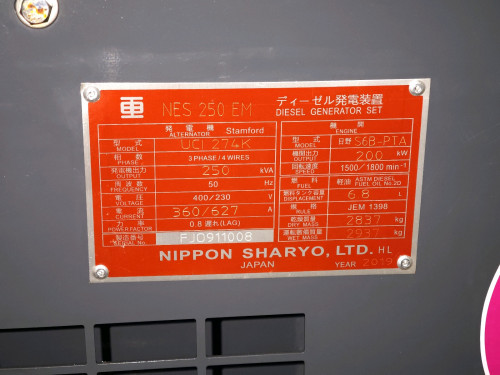 NES 250 EM
ディーゼル発電装置
DIESEL GENERATOR SET
発電機 Stamford
ALTERNATOR
型式 MODEL UCI 274K
相数 PHASE 3 PHASE / 4 WIRES
発電機出力 OUTPUT 250 kVA
周波数 FREQUENCY 50 Hz
電圧 VOLTAGE 400/230 V
電流 CURRENT 360/627 A
力率 POWERFACTOR 0.8 遅れ(LAG)
製造番号 SERIAL No. FJ0911008
機関
ENGINE
型式 MODEL 日野 S6B-PTA
機関出力 OUTPUT 200 kW
回転速度 SPEED 1500/1800 min⁻¹
燃料 FUEL 軽油 ASTM DIESEL FUEL OIL No.2D
燃料タンク容量 DISPLACEMENT 6.8 L
規格 RULE JEM 1398
乾燥質量 DRY MASS 2837 kg
運転整備質量 WET MASS 2937 kg
NIPPON SHARYO, LTD. HL
JAPAN YEAR 2019